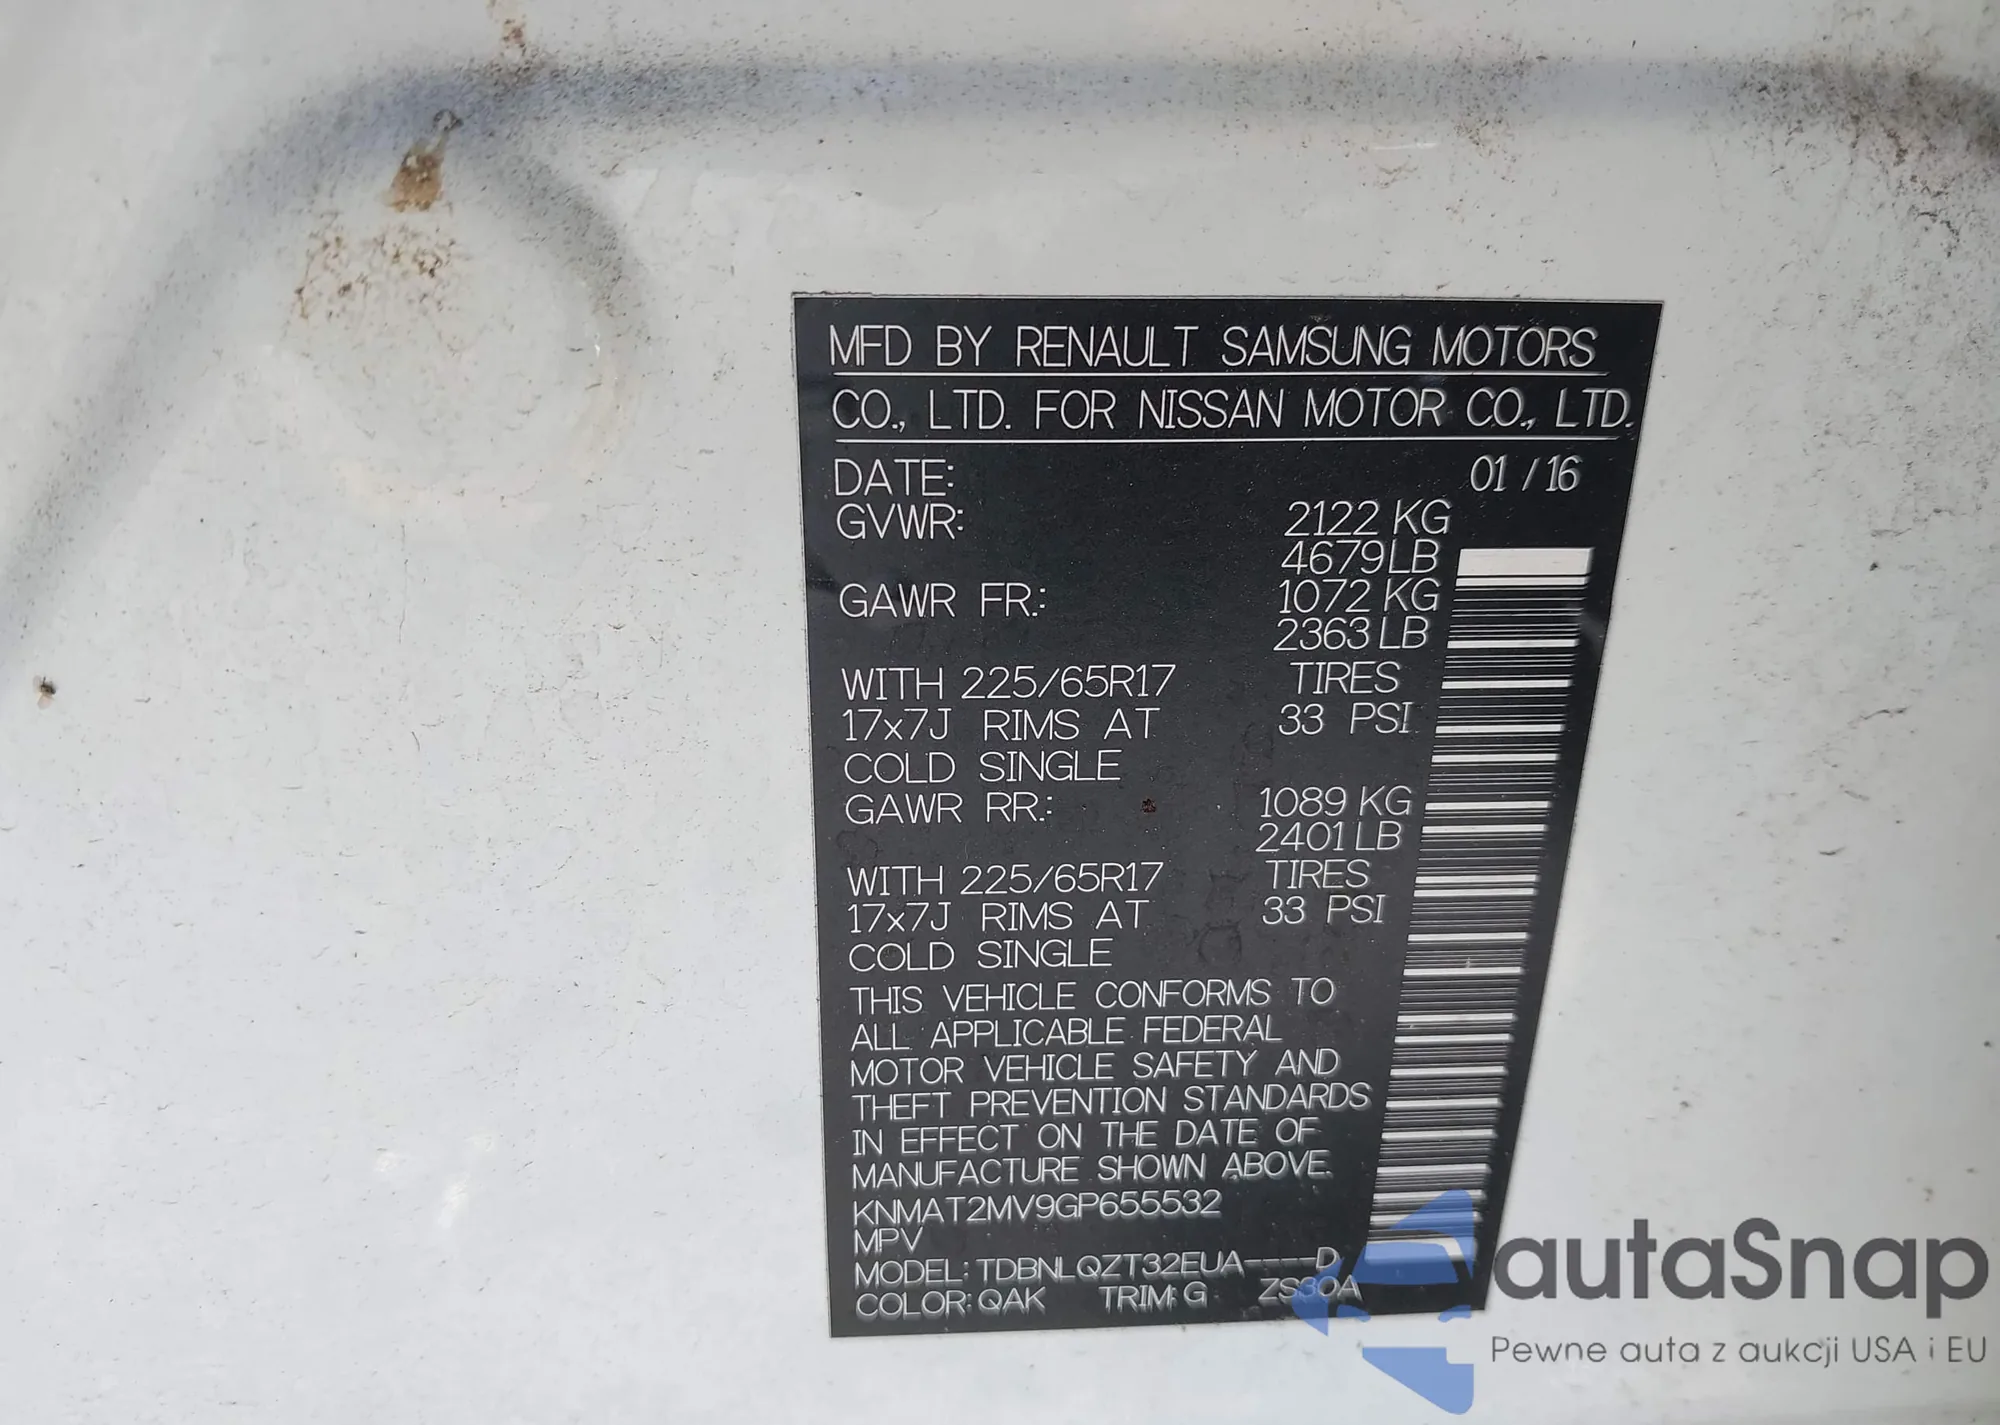 MFD BY RENAULT SAMSUNG MOTORS
CO., LTD. FOR NISSAN MOTOR CO., LTD.
DATE: 01 / 16
GVWR: 2122 KG
4679 LB
GAWR FR.: 1072 KG
2363 LB
WITH 225/65R17 TIRES
17x7J RIMS AT 33 PSI
COLD SINGLE
GAWR RR.: 1089 KG
2401 LB
WITH 225/65R17 TIRES
17x7J RIMS AT 33 PSI
COLD SINGLE
THIS VEHICLE CONFORMS TO
ALL APPLICABLE FEDERAL
MOTOR VEHICLE SAFETY AND
THEFT PREVENTION STANDARDS
IN EFFECT ON THE DATE OF
MANUFACTURE SHOWN ABOVE.
KNMAT2MV9GP655532
MPV
MODEL: TDBNLQZT32EUA----D
COLOR: QAK TRIM: G ZS30A
autaSnap
Pewne auta z aukcji USA i EU